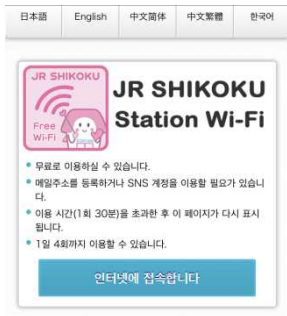 日本語 English 中文简体 中文繁體 한국어
JR SHIKOKU
Free
Wi-Fi
JR SHIKOKU
Station Wi-Fi
• 무료로 이용하실 수 있습니다.
• 메일주소를 등록하거나 SNS 계정을 이용할 필요가 있습니
다.
• 이용 시간(1회 30분)을 초과한 후 이 페이지가 다시 표시
됩니다.
• 1일 4회까지 이용할 수 있습니다.
인터넷에 접속합니다